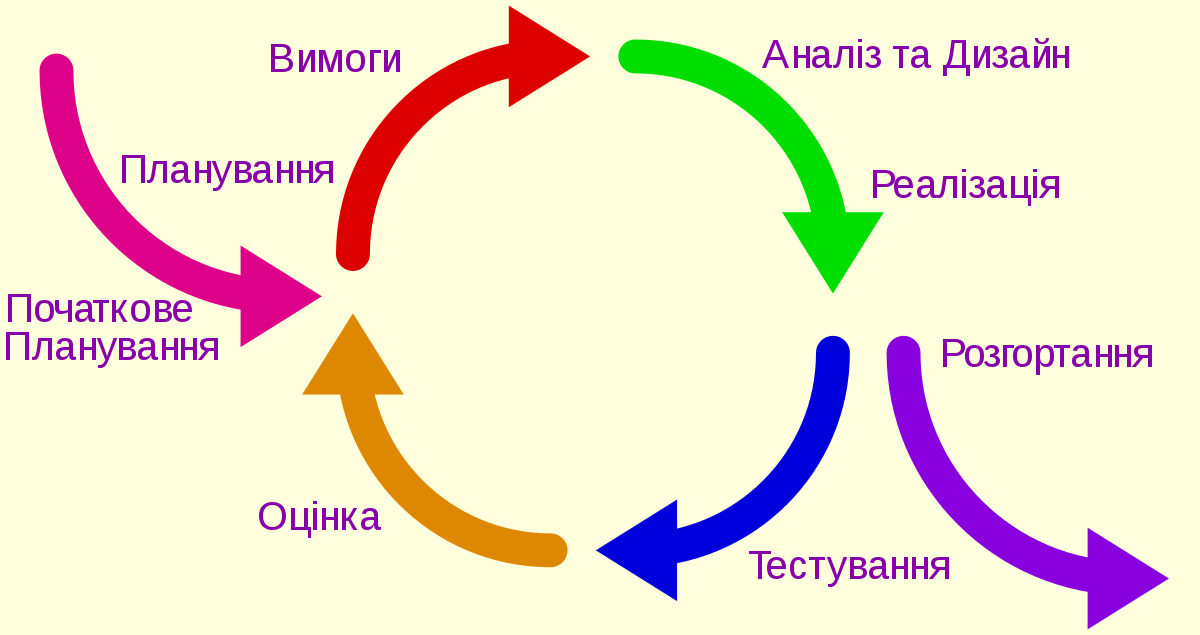 Вимоги
Аналіз та Дизайн
Планування
Реалізація
Початкове
Планування
Розгортання
Оцінка
Тестування